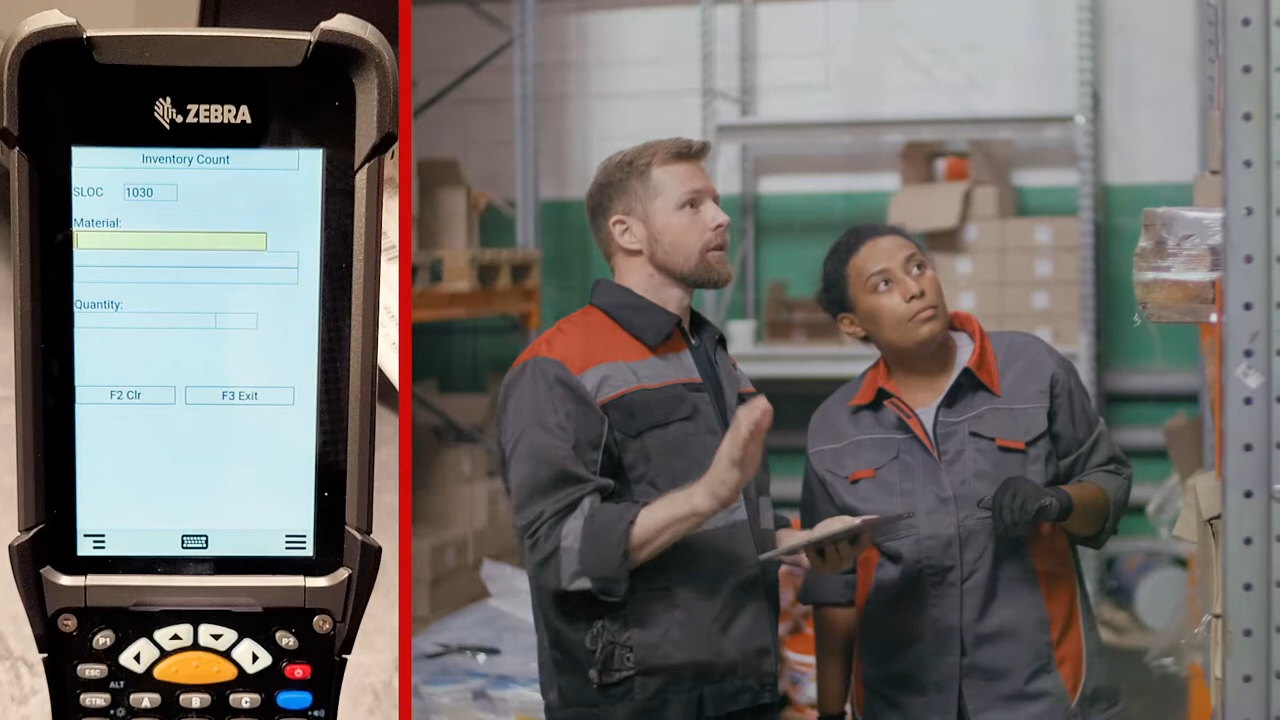 ZEBRA
Inventory Count
SLOC 1030
Material:
Quantity:
F2 Clr F3 Exit
P1 P2
ESC
ALT
CTRL A B C